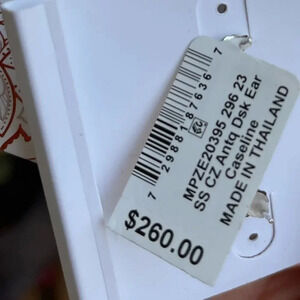 7 29881 87636 7
MPZE20395 296 23
SS CZ Antq Dsk Ear
Caseline
MADE IN THAILAND
$260.00